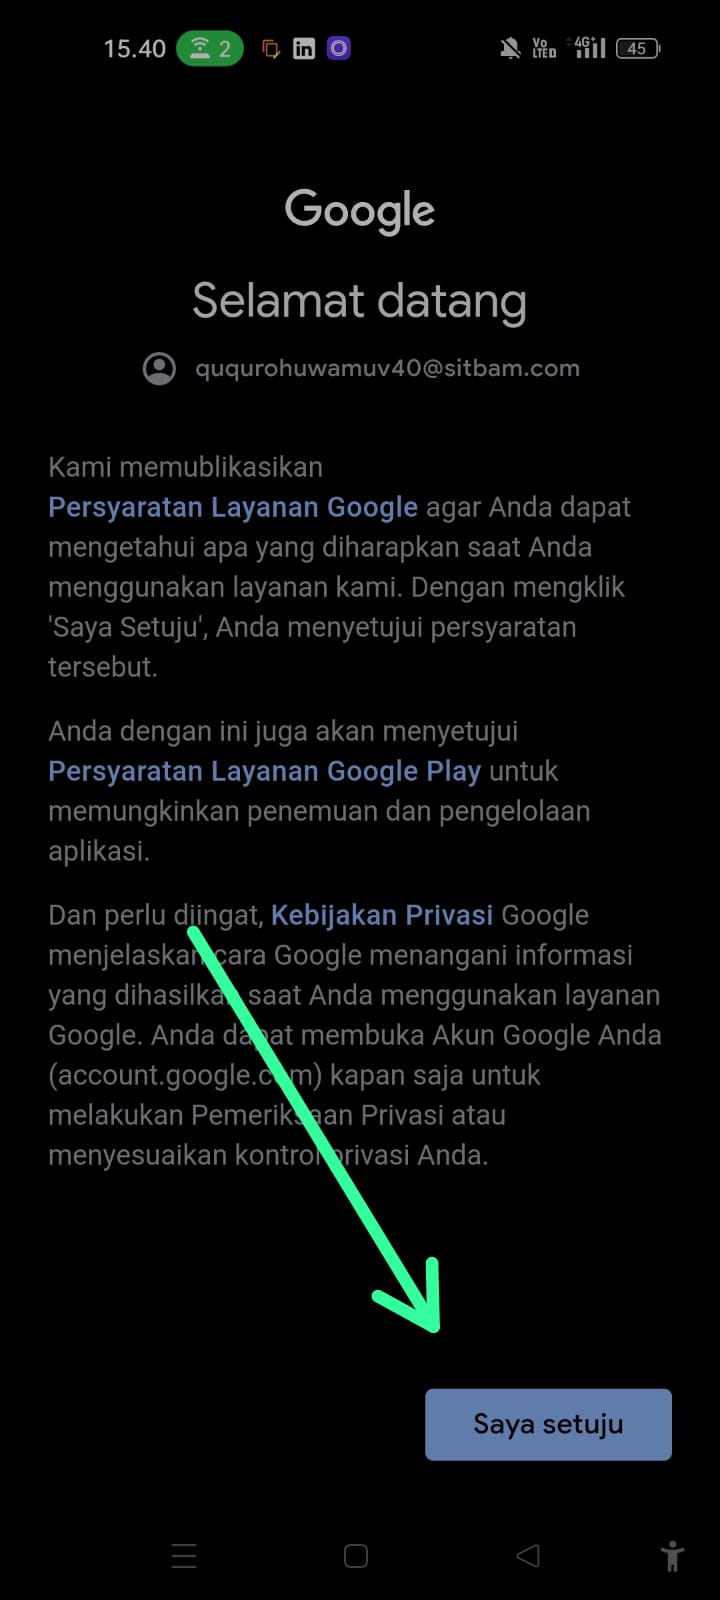 15.40
2
in
Vo
LTE
4G+
45
Google
Selamat datang
ququrohuwamuv40@sitbam.com
Kami memublikasikan
Persyaratan Layanan Google agar Anda dapat
mengetahui apa yang diharapkan saat Anda
menggunakan layanan kami. Dengan mengklik
'Saya Setuju', Anda menyetujui persyaratan
tersebut.
Anda dengan ini juga akan menyetujui
Persyaratan Layanan Google Play untuk
memungkinkan penemuan dan pengelolaan
aplikasi.
Dan perlu diingat, Kebijakan Privasi Google
menjelaskan cara Google menangani informasi
yang dihasilkan saat Anda menggunakan layanan
Google. Anda dapat membuka Akun Google Anda
(account.google.com) kapan saja untuk
melakukan Pemeriksaan Privasi atau
menyesuaikan kontrol privasi Anda.
Saya setuju